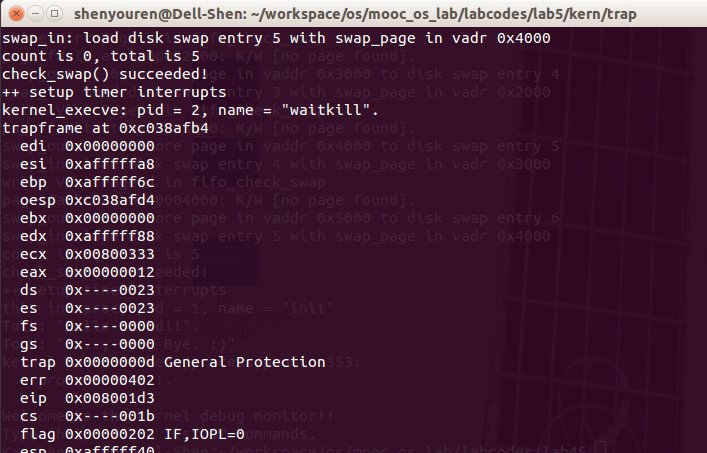 shenyouren@Dell-Shen: ~/workspace/os/mooc_os_lab/labcodes/lab5/kern/trap
swap_in: load disk swap entry 5 with swap_page in vadr 0x4000
count is 0, total is 5
check_swap() succeeded!
++ setup timer interrupts
kernel_execve: pid = 2, name = "waitkill".
trapframe at 0xc038afb4
  edi  0x00000000
  esi  0xafffffa8
  ebp  0xafffff6c
  oesp 0xc038afd4
  ebx  0x00000000
  edx  0xafffff88
  ecx  0x00800333
  eax  0x00000012
  ds   0x----0023
  es   0x----0023
  fs   0x----0000
  gs   0x----0000
  trap 0x0000000d General Protection
  err  0x00000402
  eip  0x008001d3
  cs   0x----001b
  flag 0x00000202 IF,IOPL=0
  esp  0xafffff40